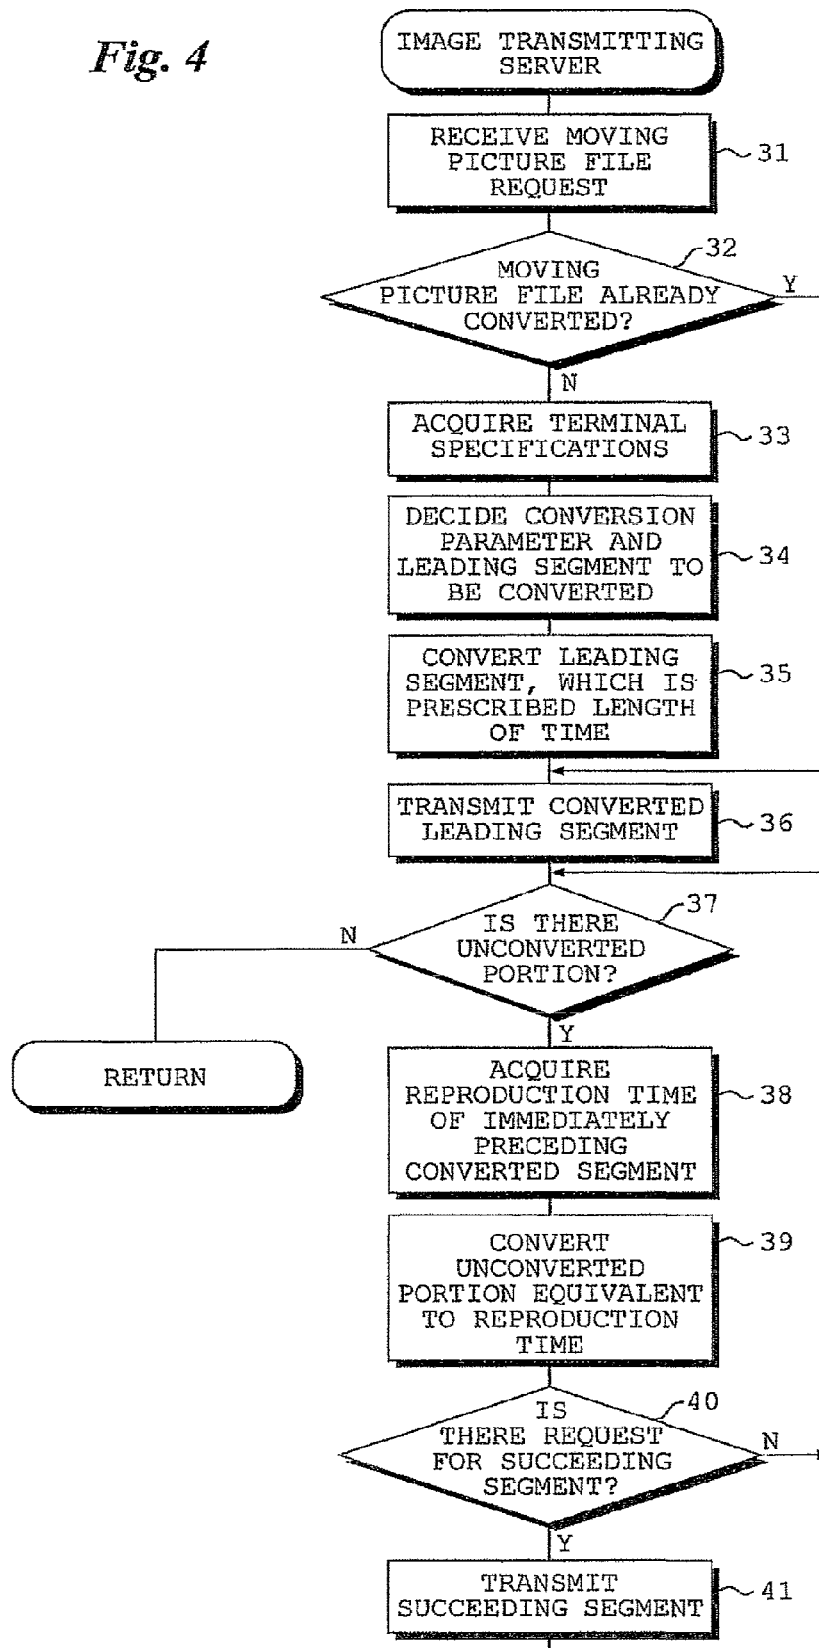 Fig. 4
IMAGE TRANSMITTING
SERVER
RECEIVE MOVING
PICTURE FILE
REQUEST
31
32
MOVING
PICTURE FILE ALREADY
CONVERTED?
Y
N
ACQUIRE TERMINAL
SPECIFICATIONS
33
DECIDE CONVERSION
PARAMETER AND
LEADING SEGMENT TO
BE CONVERTED
34
CONVERT LEADING
SEGMENT, WHICH IS
PRESCRIBED LENGTH
OF TIME
35
TRANSMIT CONVERTED
LEADING SEGMENT
36
37
IS THERE
UNCONVERTED
PORTION?
N
Y
RETURN
ACQUIRE
REPRODUCTION TIME
OF IMMEDIATELY
PRECEDING
CONVERTED SEGMENT
38
CONVERT
UNCONVERTED
PORTION EQUIVALENT
TO REPRODUCTION
TIME
39
40
IS
THERE REQUEST
FOR SUCCEEDING
SEGMENT?
N
Y
TRANSMIT
SUCCEEDING SEGMENT
41